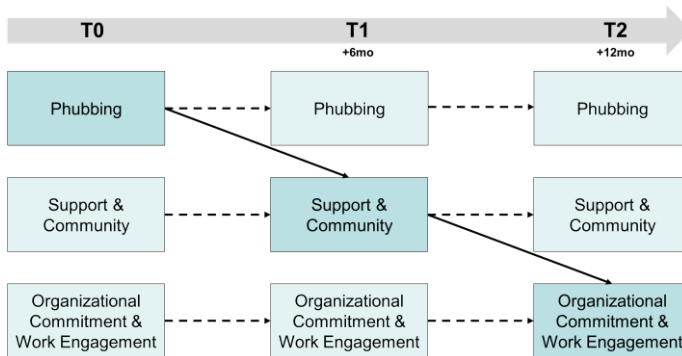 T0 T1 T2
+6mo +12mo
Phubbing Phubbing Phubbing
Support & Support & Support &
Community Community Community
Organizational Organizational Organizational
Commitment & Commitment & Commitment &
Work Engagement Work Engagement Work Engagement